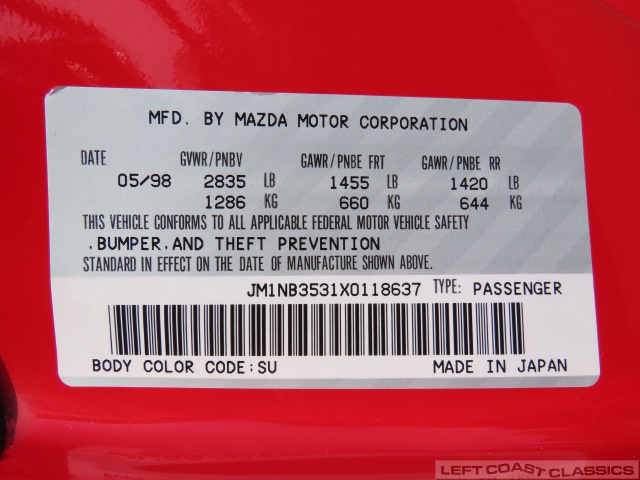 MFD. BY MAZDA MOTOR CORPORATION
DATE GVWR/PNBV GAWR/PNBE FRT GAWR/PNBE RR
05/98 2835 LB 1455 LB 1420 LB
1286 KG 660 KG 644 KG
THIS VEHICLE CONFORMS TO ALL APPLICABLE FEDERAL MOTOR VEHICLE SAFETY
,BUMPER,AND THEFT PREVENTION
STANDARD IN EFFECT ON THE DATE OF MANUFACTURE SHOWN ABOVE.
JM1NB3531X0118637 TYPE: PASSENGER
BODY COLOR CODE:SU MADE IN JAPAN
LEFT COAST CLASSICS